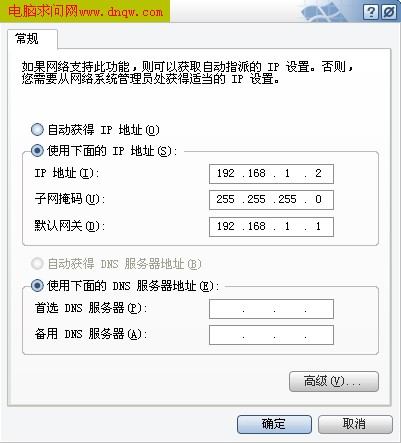 电脑求问网www.dnqw.com
常规
如果网络支持此功能，则可以获取自动指派的 IP 设置。否则，
您需要从网络系统管理员处获得适当的 IP 设置。
自动获得 IP 地址(O)
使用下面的 IP 地址(S):
IP 地址(I): 192 .168 . 1 . 2
子网掩码(U): 255 .255 .255 . 0
默认网关(D): 192 .168 . 1 . 1
自动获得 DNS 服务器地址(B)
使用下面的 DNS 服务器地址(E):
首选 DNS 服务器(P): . . .
备用 DNS 服务器(A): . . .
高级(V)...
确定 取消